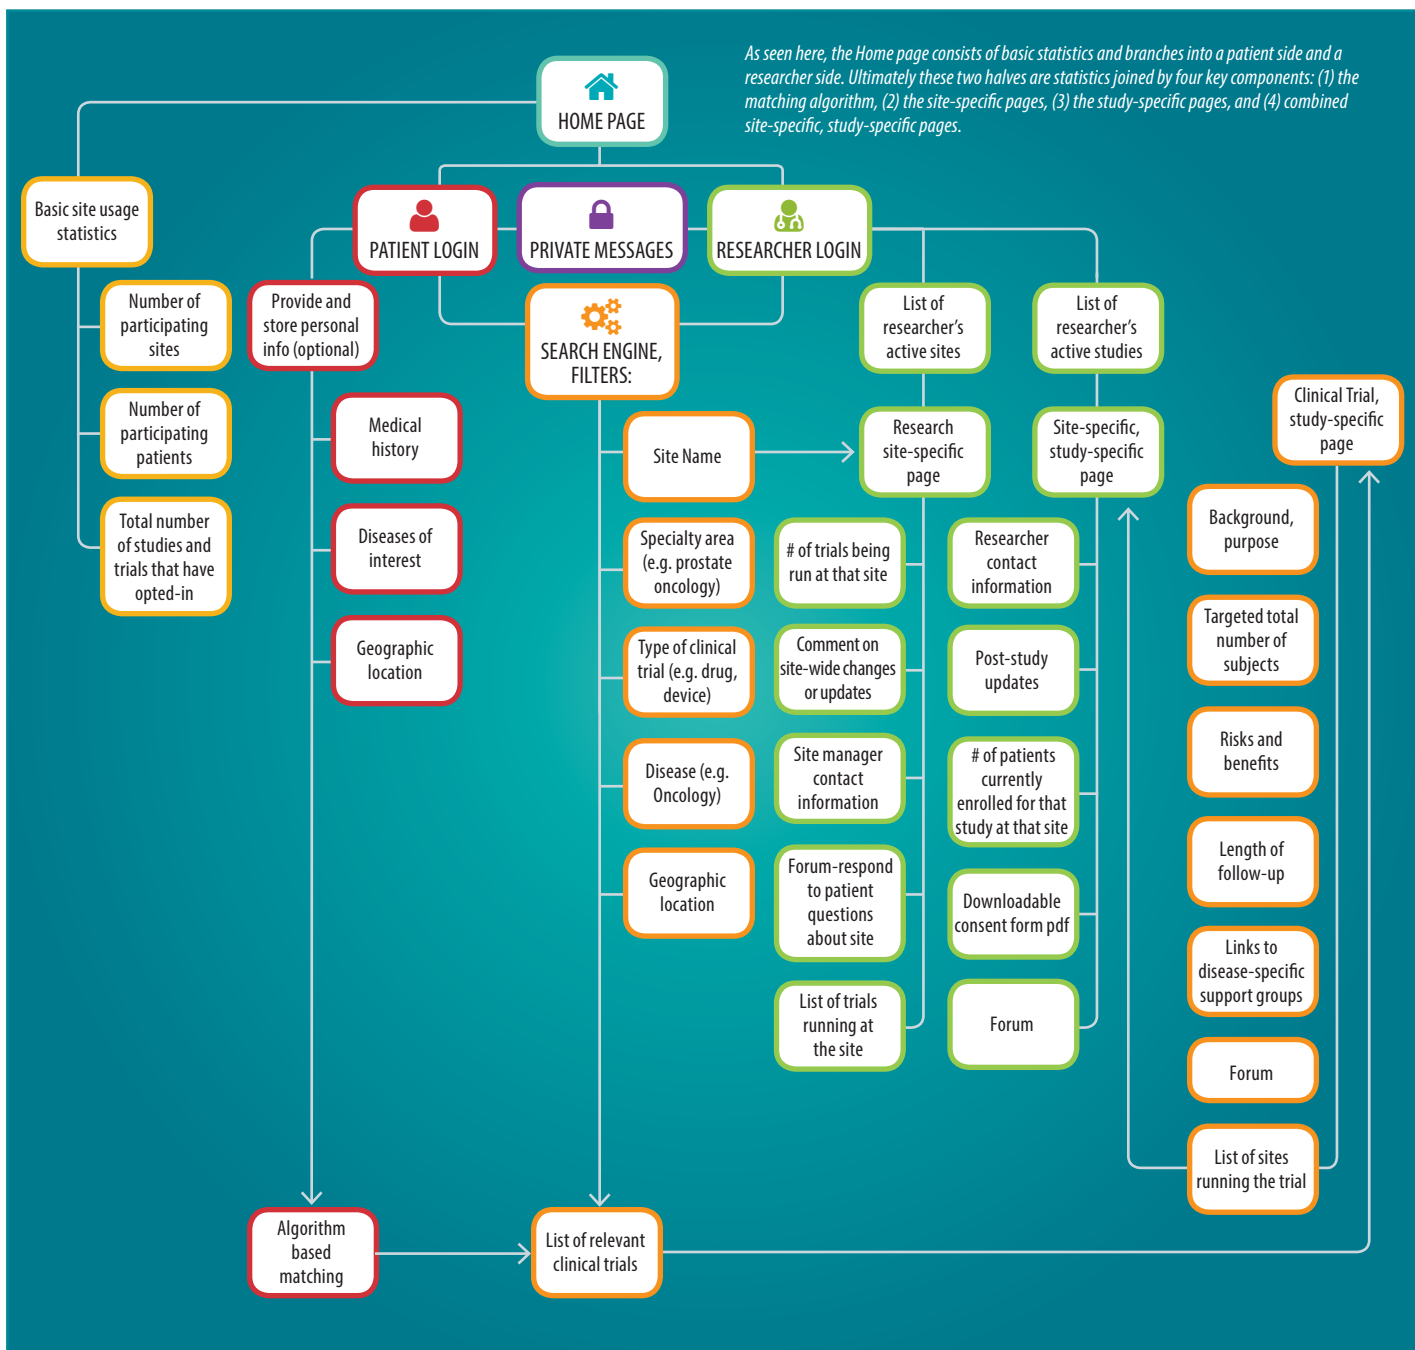 As seen here, the Home page consists of basic statistics and branches into a patient side and a
researcher side. Ultimately these two halves are statistics joined by four key components: (1) the
matching algorithm, (2) the site-specific pages, (3) the study-specific pages, and (4) combined
site-specific, study-specific pages.
HOME PAGE
Basic site usage
statistics
Number of
participating
sites
Number of
participating
patients
Total number
of studies and
trials that have
opted-in
PATIENT LOGIN
PRIVATE MESSAGES
RESEARCHER LOGIN
Provide and
store personal
info (optional)
Medical
history
Diseases of
interest
Geographic
location
Algorithm
based
matching
SEARCH ENGINE,
FILTERS:
Site Name
Specialty area
(e.g. prostate
oncology)
Type of clinical
trial (e.g. drug,
device)
Disease (e.g.
Oncology)
Geographic
location
List of relevant
clinical trials
List of
researcher's
active sites
Research
site-specific
page
# of trials being
run at that site
Comment on
site-wide changes
or updates
Site manager
contact
information
Forum-respond
to patient
questions
about site
List of trials
running at
the site
List of
researcher's
active studies
Site-specific,
study-specific
page
Researcher
contact
information
Post-study
updates
# of patients
currently
enrolled for that
study at that site
Downloadable
consent form pdf
Forum
Clinical Trial,
study-specific
page
Background,
purpose
Targeted total
number of
subjects
Risks and
benefits
Length of
follow-up
Links to
disease-specific
support groups
Forum
List of sites
running the trial